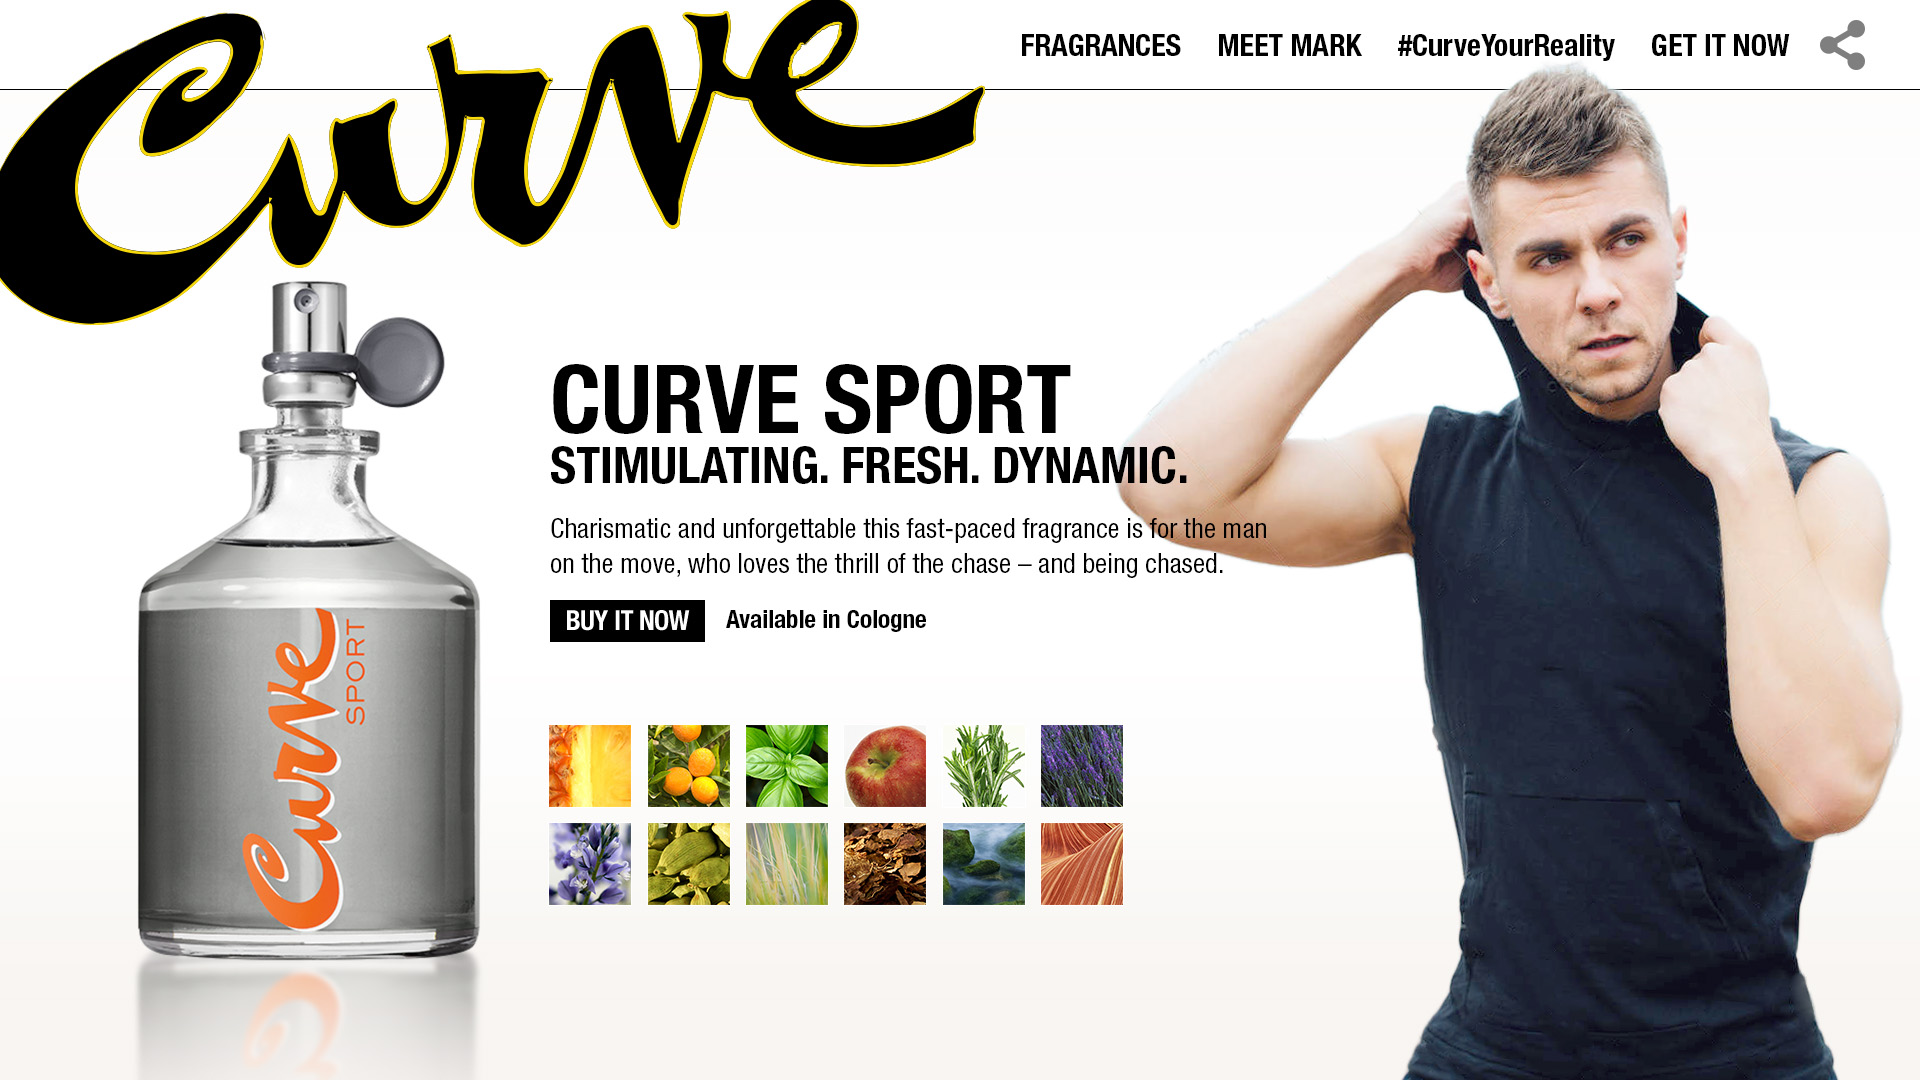 Curve
FRAGRANCES MEET MARK #CurveYourReality GET IT NOW
CURVE SPORT
STIMULATING. FRESH. DYNAMIC.
Charismatic and unforgettable this fast-paced fragrance is for the man
on the move, who loves the thrill of the chase – and being chased.
BUY IT NOW Available in Cologne
Curve
SPORT